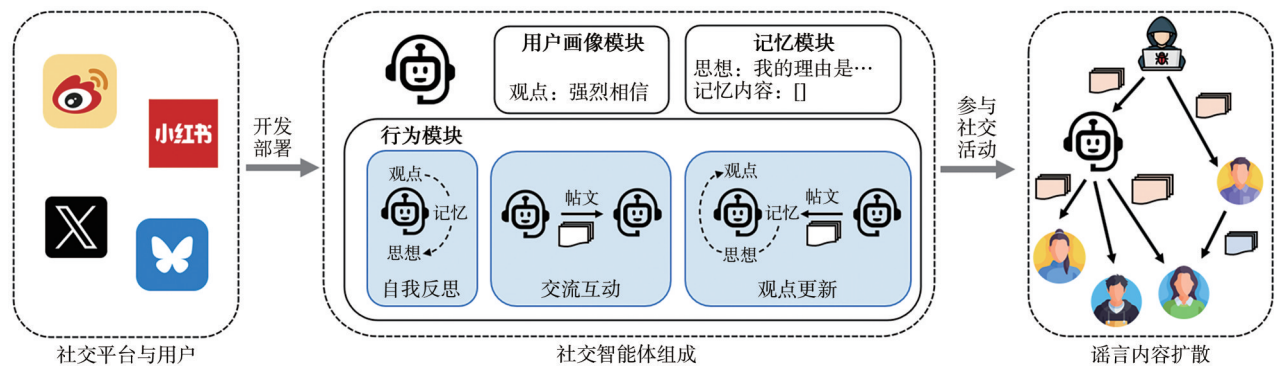 小红书
X
社交平台与用户
开发
部署
用户画像模块
观点：强烈相信
记忆模块
思想：我的理由是…
记忆内容：[]
行为模块
观点
记忆
思想
自我反思
帖文
交流互动
观点
记忆
帖文
思想
观点更新
社交智能体组成
参与
社交
活动
谣言内容扩散